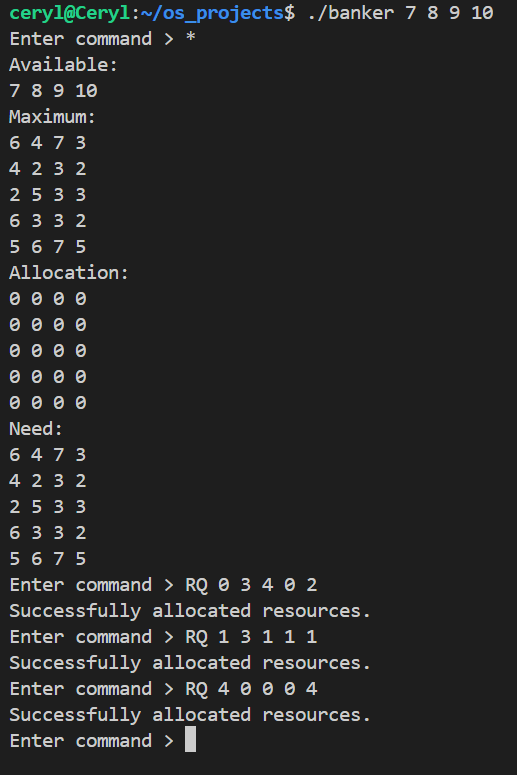 ceryl@Ceryl:~/os_projects$ ./banker 7 8 9 10
Enter command > *
Available:
7 8 9 10
Maximum:
6 4 7 3
4 2 3 2
2 5 3 3
6 3 3 2
5 6 7 5
Allocation:
0 0 0 0
0 0 0 0
0 0 0 0
0 0 0 0
0 0 0 0
Need:
6 4 7 3
4 2 3 2
2 5 3 3
6 3 3 2
5 6 7 5
Enter command > RQ 0 3 4 0 2
Successfully allocated resources.
Enter command > RQ 1 3 1 1 1
Successfully allocated resources.
Enter command > RQ 4 0 0 0 4
Successfully allocated resources.
Enter command >